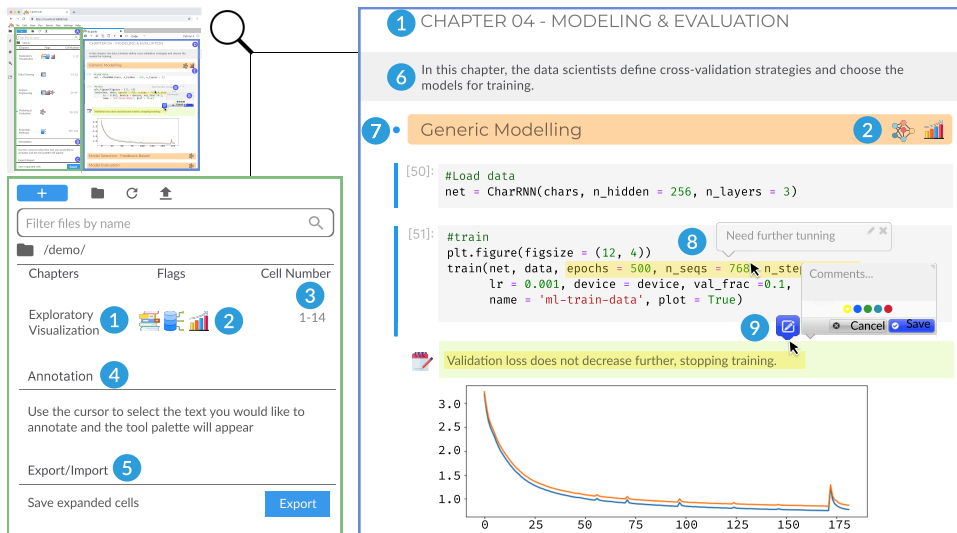 +
Filter files by name
/demo/
Chapters Flags Cell Number
3
Exploratory
Visualization 1 2 1-14
Annotation 4
Use the cursor to select the text you would like to
annotate and the tool palette will appear
Export/Import 5
Save expanded cells Export
1 CHAPTER 04 - MODELING & EVALUATION
6 In this chapter, the data scientists define cross-validation strategies and choose the
models for training.
7 Generic Modelling 2
[50]:
#Load data
net = CharRNN(chars, n_hidden = 256, n_layers = 3)
[51]:
#train
8 Need further tunning
plt.figure(figsize = (12, 4))
train(net, data, epochs = 500, n_seqs = 768, n_step
lr = 0.001, device = device, val_frac =0.1,
name = 'ml-train-data', plot = True)
Comments...
9 Cancel Save
Validation loss does not decrease further, stopping training.
3.0
2.5
2.0
1.5
1.0
0 25 50 75 100 125 150 175